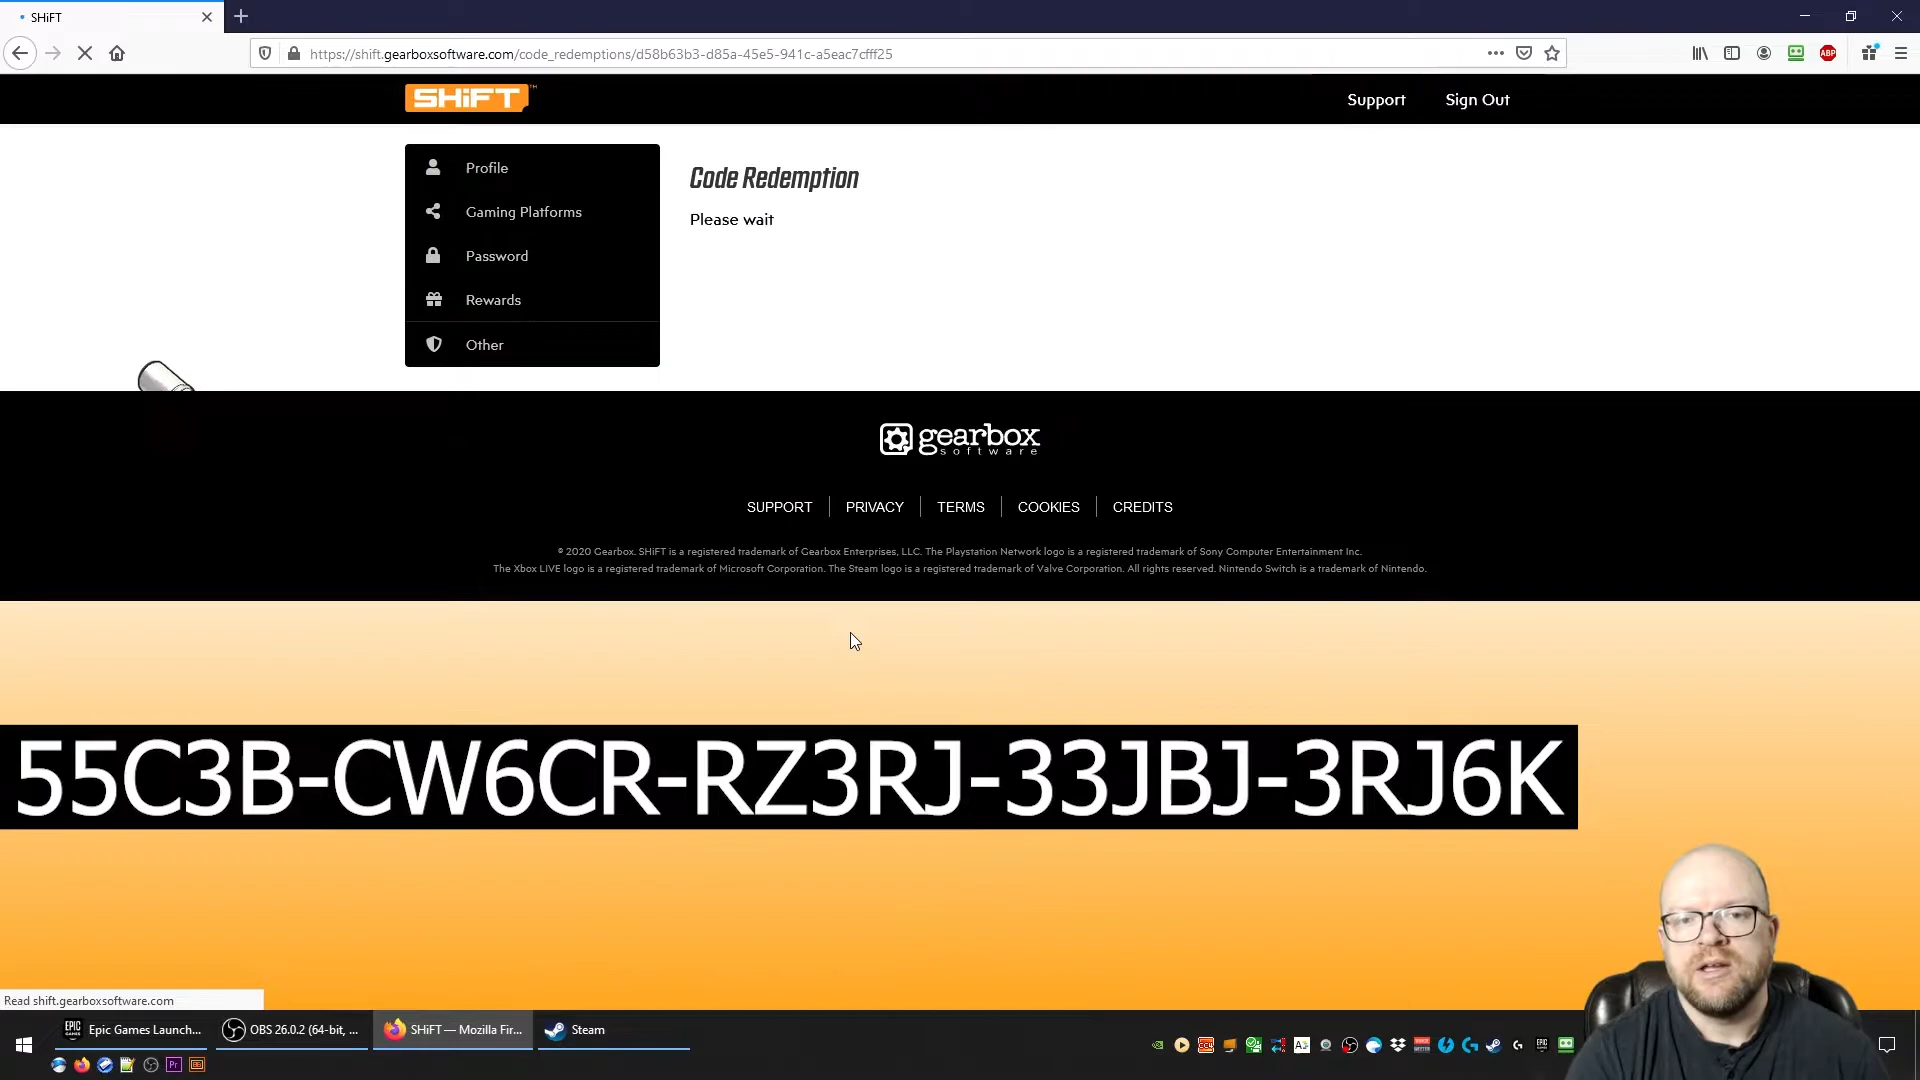 SHiFT
https://shift.gearboxsoftware.com/code_redemptions/d58b63b3-d85a-45e5-941c-a5eac7cfff25
ABP
SHiFT™
Support
Sign Out
Profile
Gaming Platforms
Password
Rewards
Other
Code Redemption
Please wait
gearbox
software
SUPPORT
PRIVACY
TERMS
COOKIES
CREDITS
© 2020 Gearbox. SHiFT is a registered trademark of Gearbox Enterprises, LLC. The Playstation Network logo is a registered trademark of Sony Computer Entertainment Inc.
The Xbox LIVE logo is a registered trademark of Microsoft Corporation. The Steam logo is a registered trademark of Valve Corporation. All rights reserved. Nintendo Switch is a trademark of Nintendo.
55C3B-CW6CR-RZ3RJ-33JBJ-3RJ6K
Read shift.gearboxsoftware.com
EPIC
GAMES
Epic Games Launch...
OBS 26.0.2 (64-bit, ...
SHiFT — Mozilla Fir...
Steam
Pr